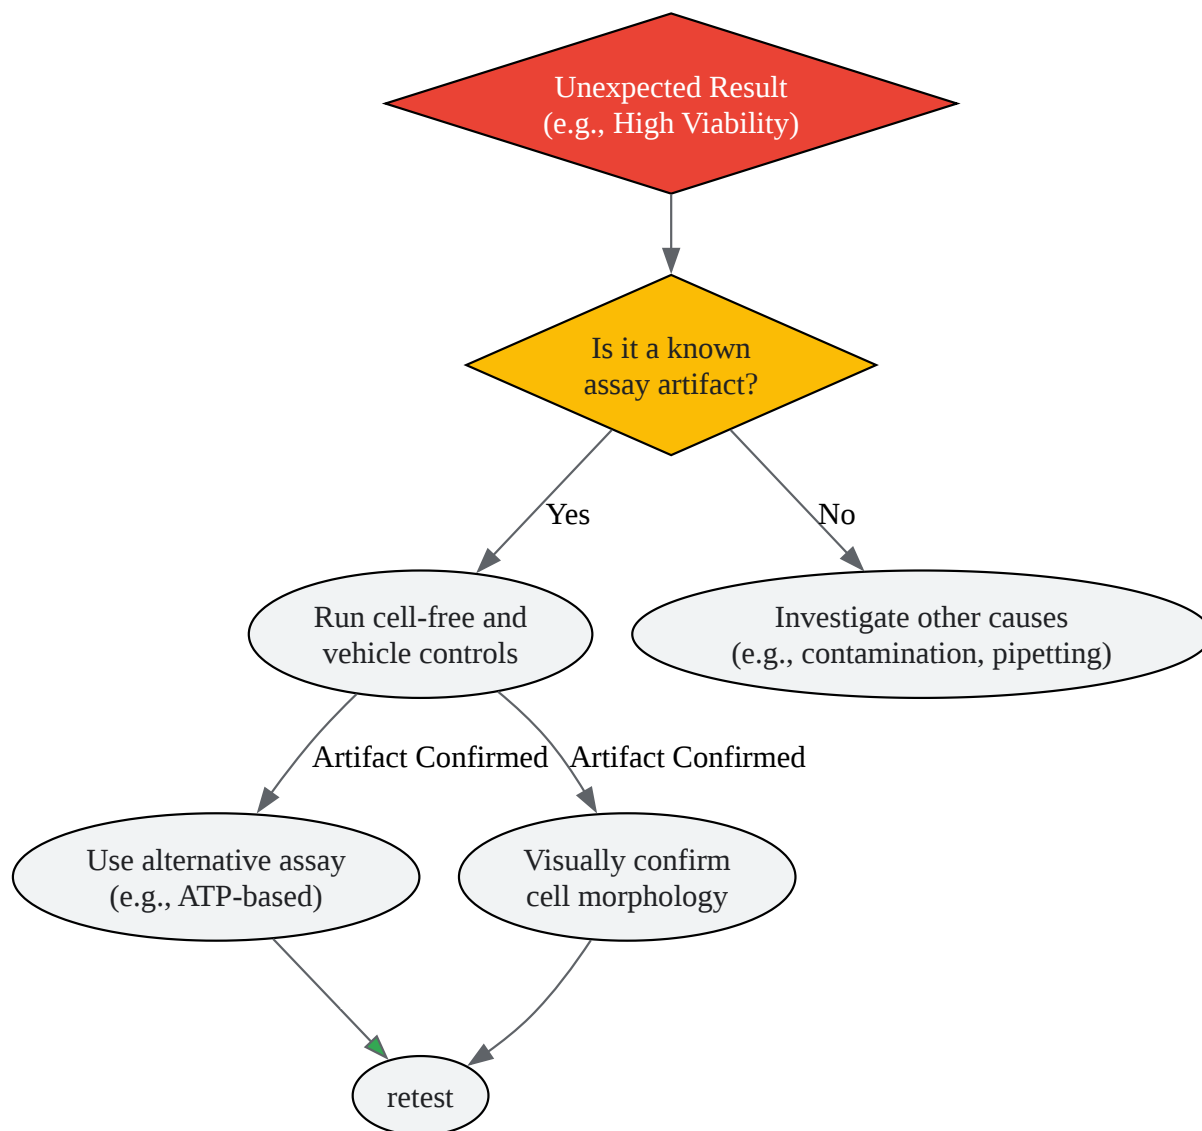 Unexpected Result
(e.g., High Viability)
Is it a known
assay artifact?
Yes
No
Run cell-free and
vehicle controls
Investigate other causes
(e.g., contamination, pipetting)
Artifact Confirmed
Artifact Confirmed
Use alternative assay
(e.g., ATP-based)
Visually confirm
cell morphology
retest